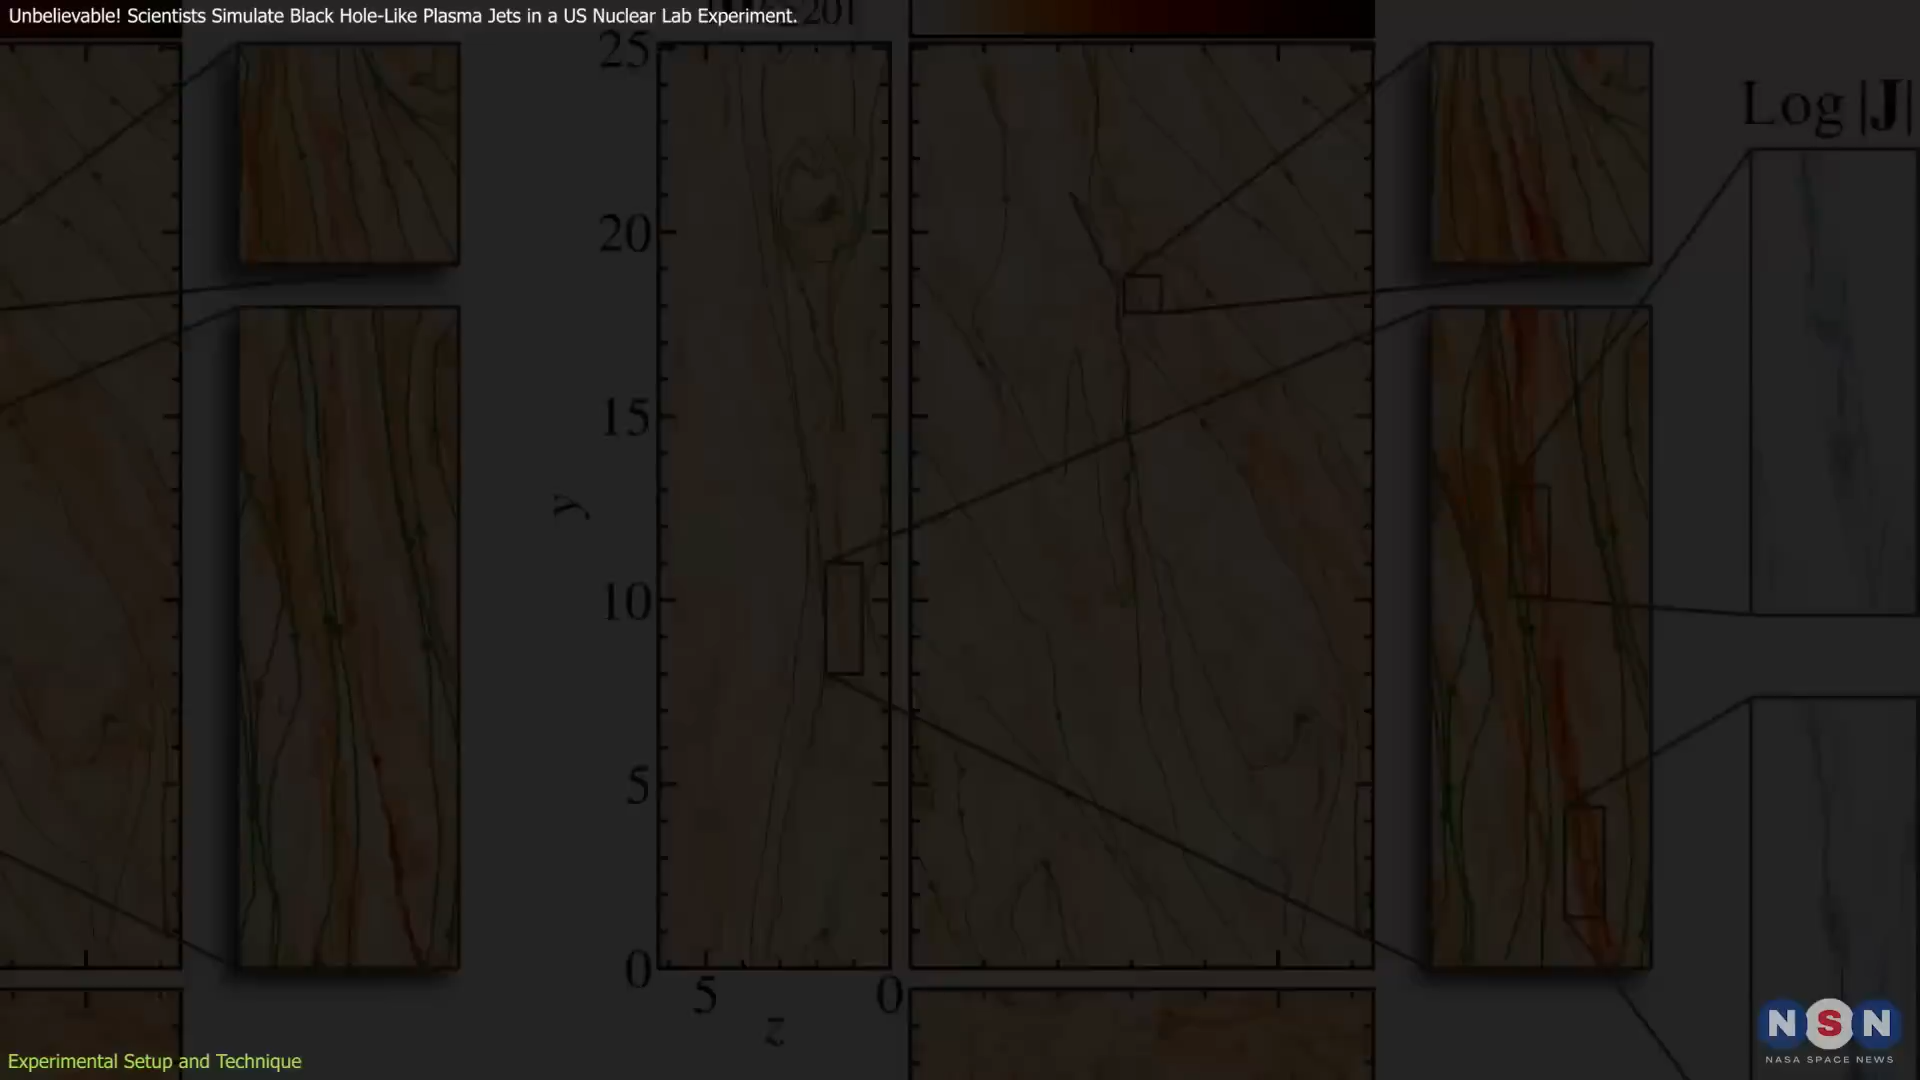 Unbelievable! Scientists Simulate Black Hole-Like Plasma Jets in a US Nuclear Lab Experiment.
25
20
15
10
5
0
y
5
0
z
Log |J|
Experimental Setup and Technique
NSN
NASA SPACE NEWS